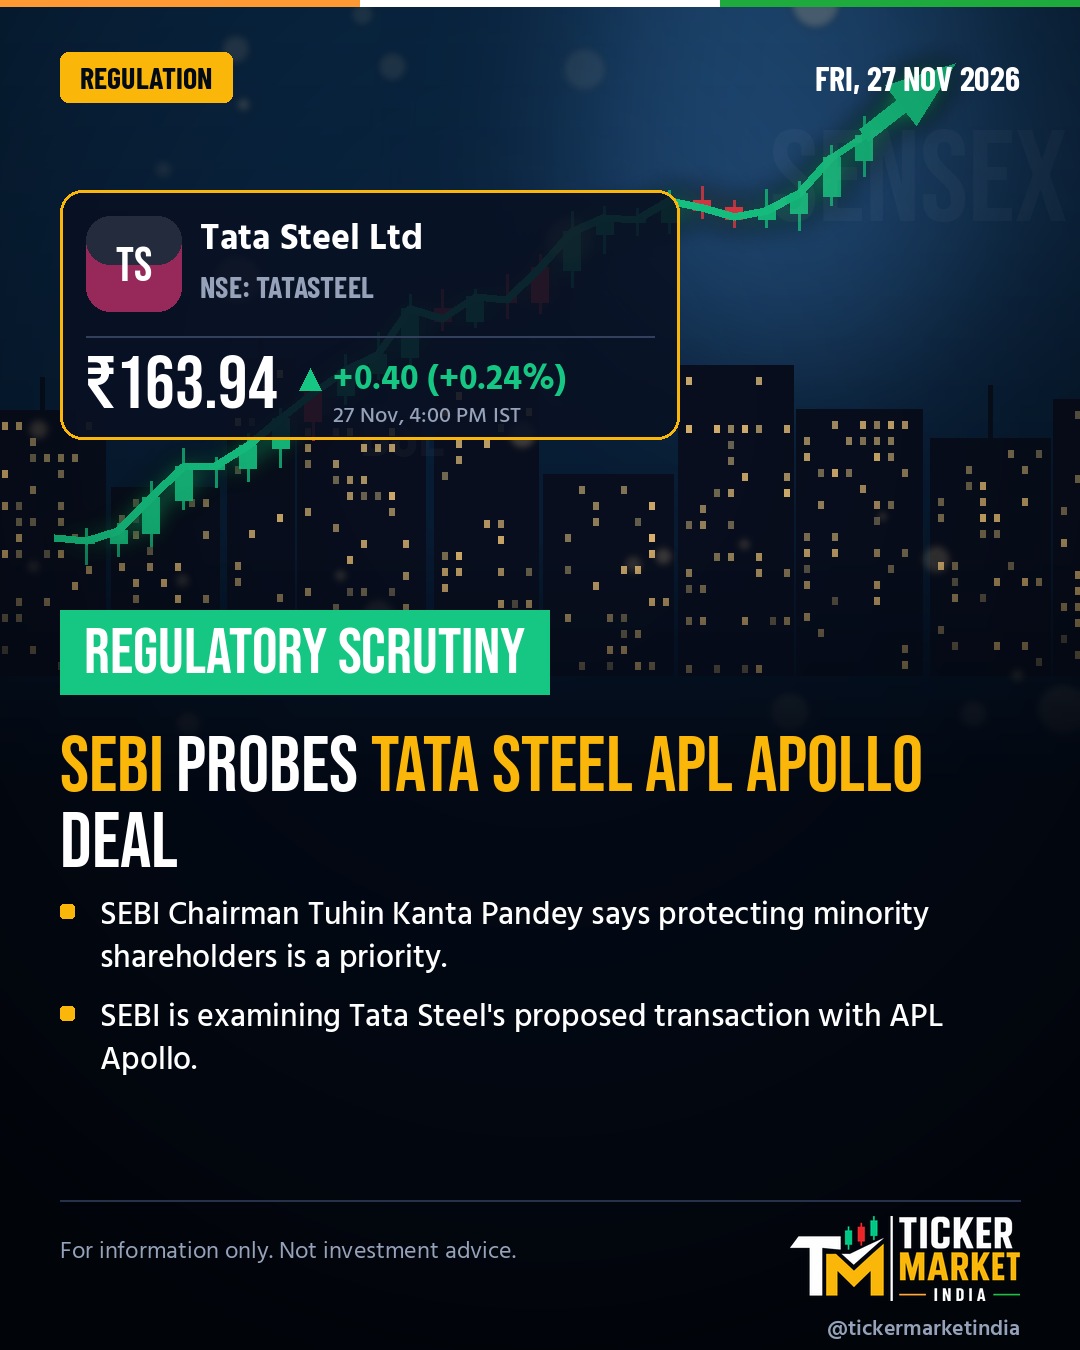 REGULATION
FRI, 27 NOV 2026
SENSEX
TS
Tata Steel Ltd
NSE: TATASTEEL
₹163.94
▲ +0.40 (+0.24%)
27 Nov, 4:00 PM IST
REGULATORY SCRUTINY
SEBI PROBES TATA STEEL APL APOLLO
DEAL
SEBI Chairman Tuhin Kanta Pandey says protecting minority
shareholders is a priority.
SEBI is examining Tata Steel's proposed transaction with APL
Apollo.
For information only. Not investment advice.
TM
TICKER
MARKET
INDIA
@tickermarketindia